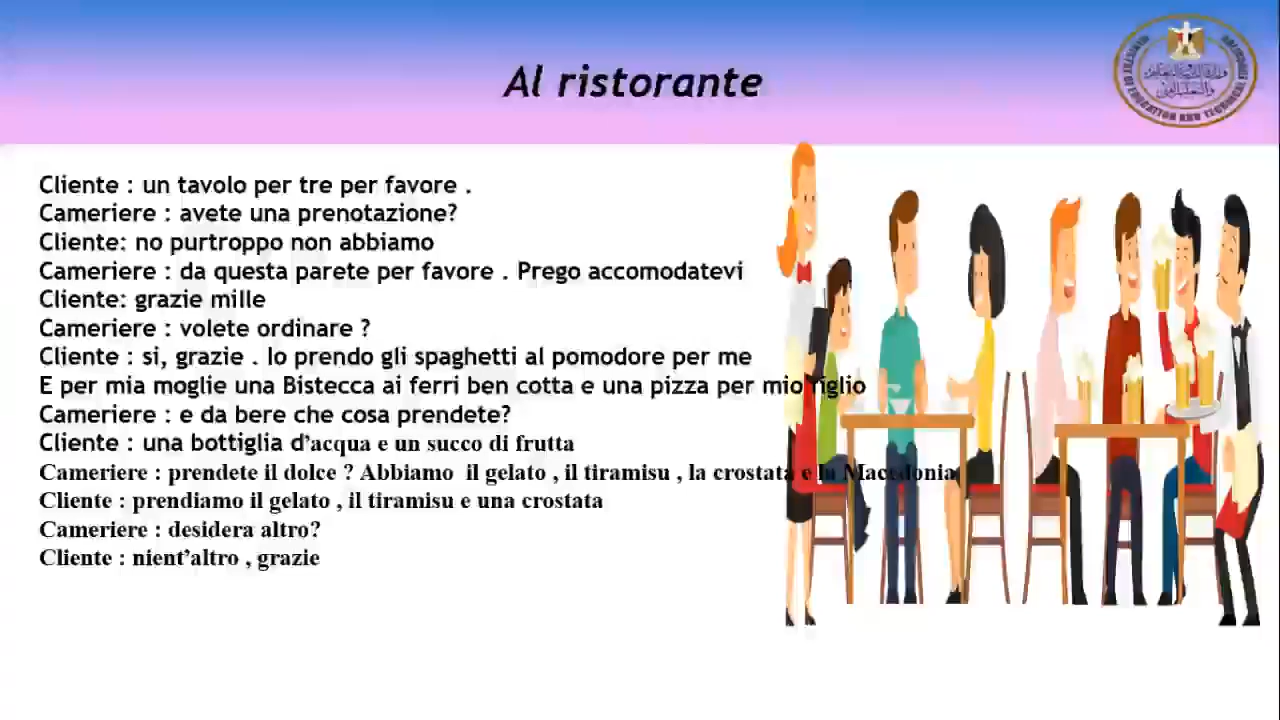 Al ristorante
Cliente : un tavolo per tre per favore .
Cameriere : avete una prenotazione?
Cliente: no purtroppo non abbiamo
Cameriere : da questa parete per favore . Prego accomodatevi
Cliente: grazie mille
Cameriere : volete ordinare ?
Cliente : si, grazie . Io prendo gli spaghetti al pomodore per me
E per mia moglie una Bistecca ai ferri ben cotta e una pizza per mio figlio
Cameriere : e da bere che cosa prendete?
Cliente : una bottiglia d’acqua e un succo di frutta
Cameriere : prendete il dolce ? Abbiamo il gelato , il tiramisu , la crostata e la Macedonia
Cliente : prendiamo il gelato , il tiramisu e una crostata
Cameriere : desidera altro?
Cliente : nient’altro , grazie